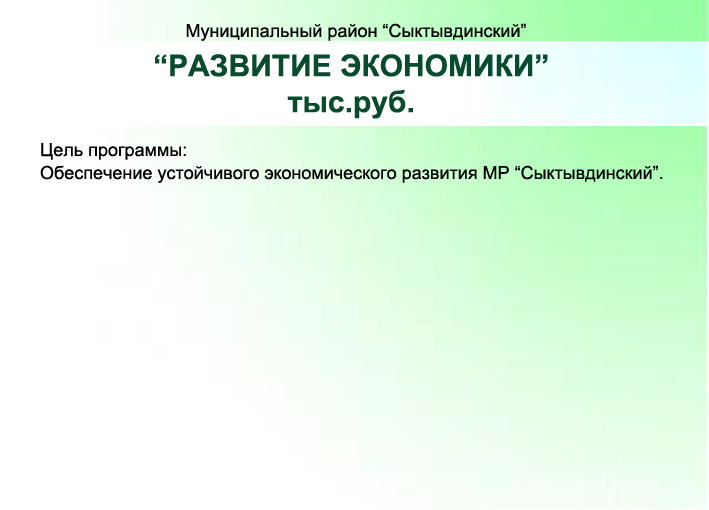 Муниципальный район “Сыктывдинский”
“РАЗВИТИЕ ЭКОНОМИКИ”
тыс.руб.
Цель программы:
Обеспечение устойчивого экономического развития МР “Сыктывдинский”.